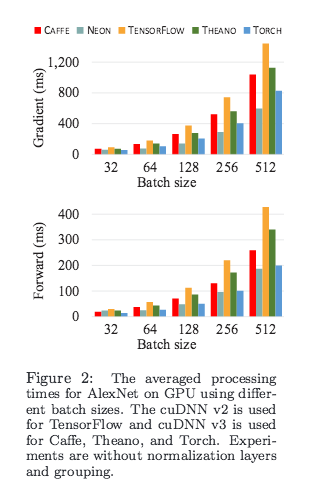 CAFFE NEON TENSORFLOW THEANO TORCH
1,200
800
400
0
Gradient (ms)
32 64 128 256 512
Batch size
400
300
200
100
0
Forward (ms)
32 64 128 256 512
Batch size
Figure 2: The averaged processing
times for AlexNet on GPU using differ-
ent batch sizes. The cuDNN v2 is used
for TensorFlow and cuDNN v3 is used
for Caffe, Theano, and Torch. Experi-
ments are without normalization layers
and grouping.